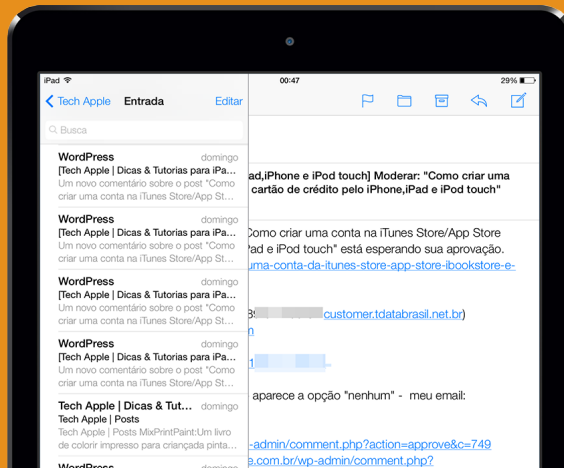 iPad 00:47 29%
Tech Apple Entrada Editar
Busca
WordPress domingo
[Tech Apple | Dicas & Tutorias para iPa...
Um novo comentário sobre o post "Como
criar uma conta na iTunes Store/App St...
WordPress domingo
[Tech Apple | Dicas & Tutorias para iPa...
Um novo comentário sobre o post "Como
criar uma conta na iTunes Store/App St...
WordPress domingo
[Tech Apple | Dicas & Tutorias para iPa...
Um novo comentário sobre o post "Como
criar uma conta na iTunes Store/App St...
WordPress domingo
[Tech Apple | Dicas & Tutorias para iPa...
Um novo comentário sobre o post "Como
criar uma conta na iTunes Store/App St...
Tech Apple | Dicas & Tut... domingo
Tech Apple | Posts
Tech Apple | Posts MixPrintPaint:Um livro
de colorir impresso para criançada pinta...
WordPress domingo
ad,iPhone e iPod touch] Moderar: "Como criar uma
cartão de crédito pelo iPhone,iPad e iPod touch"
Como criar uma conta na iTunes Store/App Store
Pad e iPod touch" está esperando sua aprovação.
uma-conta-da-itunes-store-app-store-ibookstore-e-
customer.tdatabrasil.net.br)
aparece a opção "nenhum" - meu email:
-admin/comment.php?action=approve&c=749
e.com.br/wp-admin/comment.php?